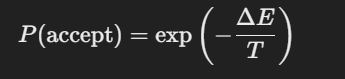 P(accept) = exp(−ΔE/T)